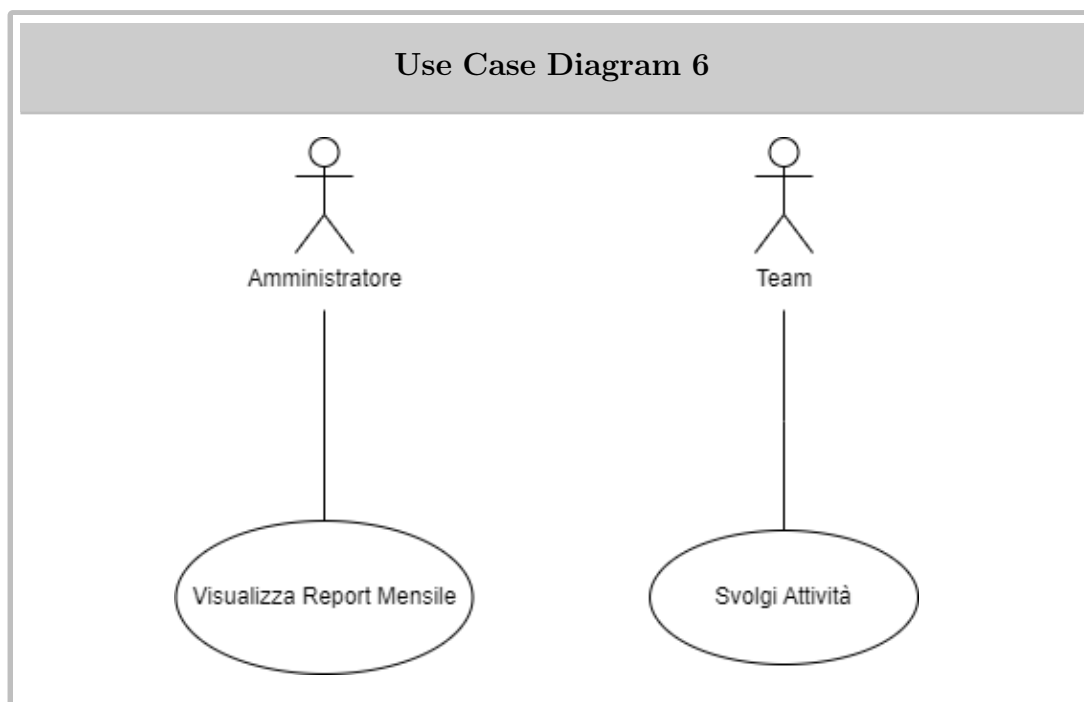 Use Case Diagram 6
Amministratore
Team
Visualizza Report Mensile
Svolgi Attività